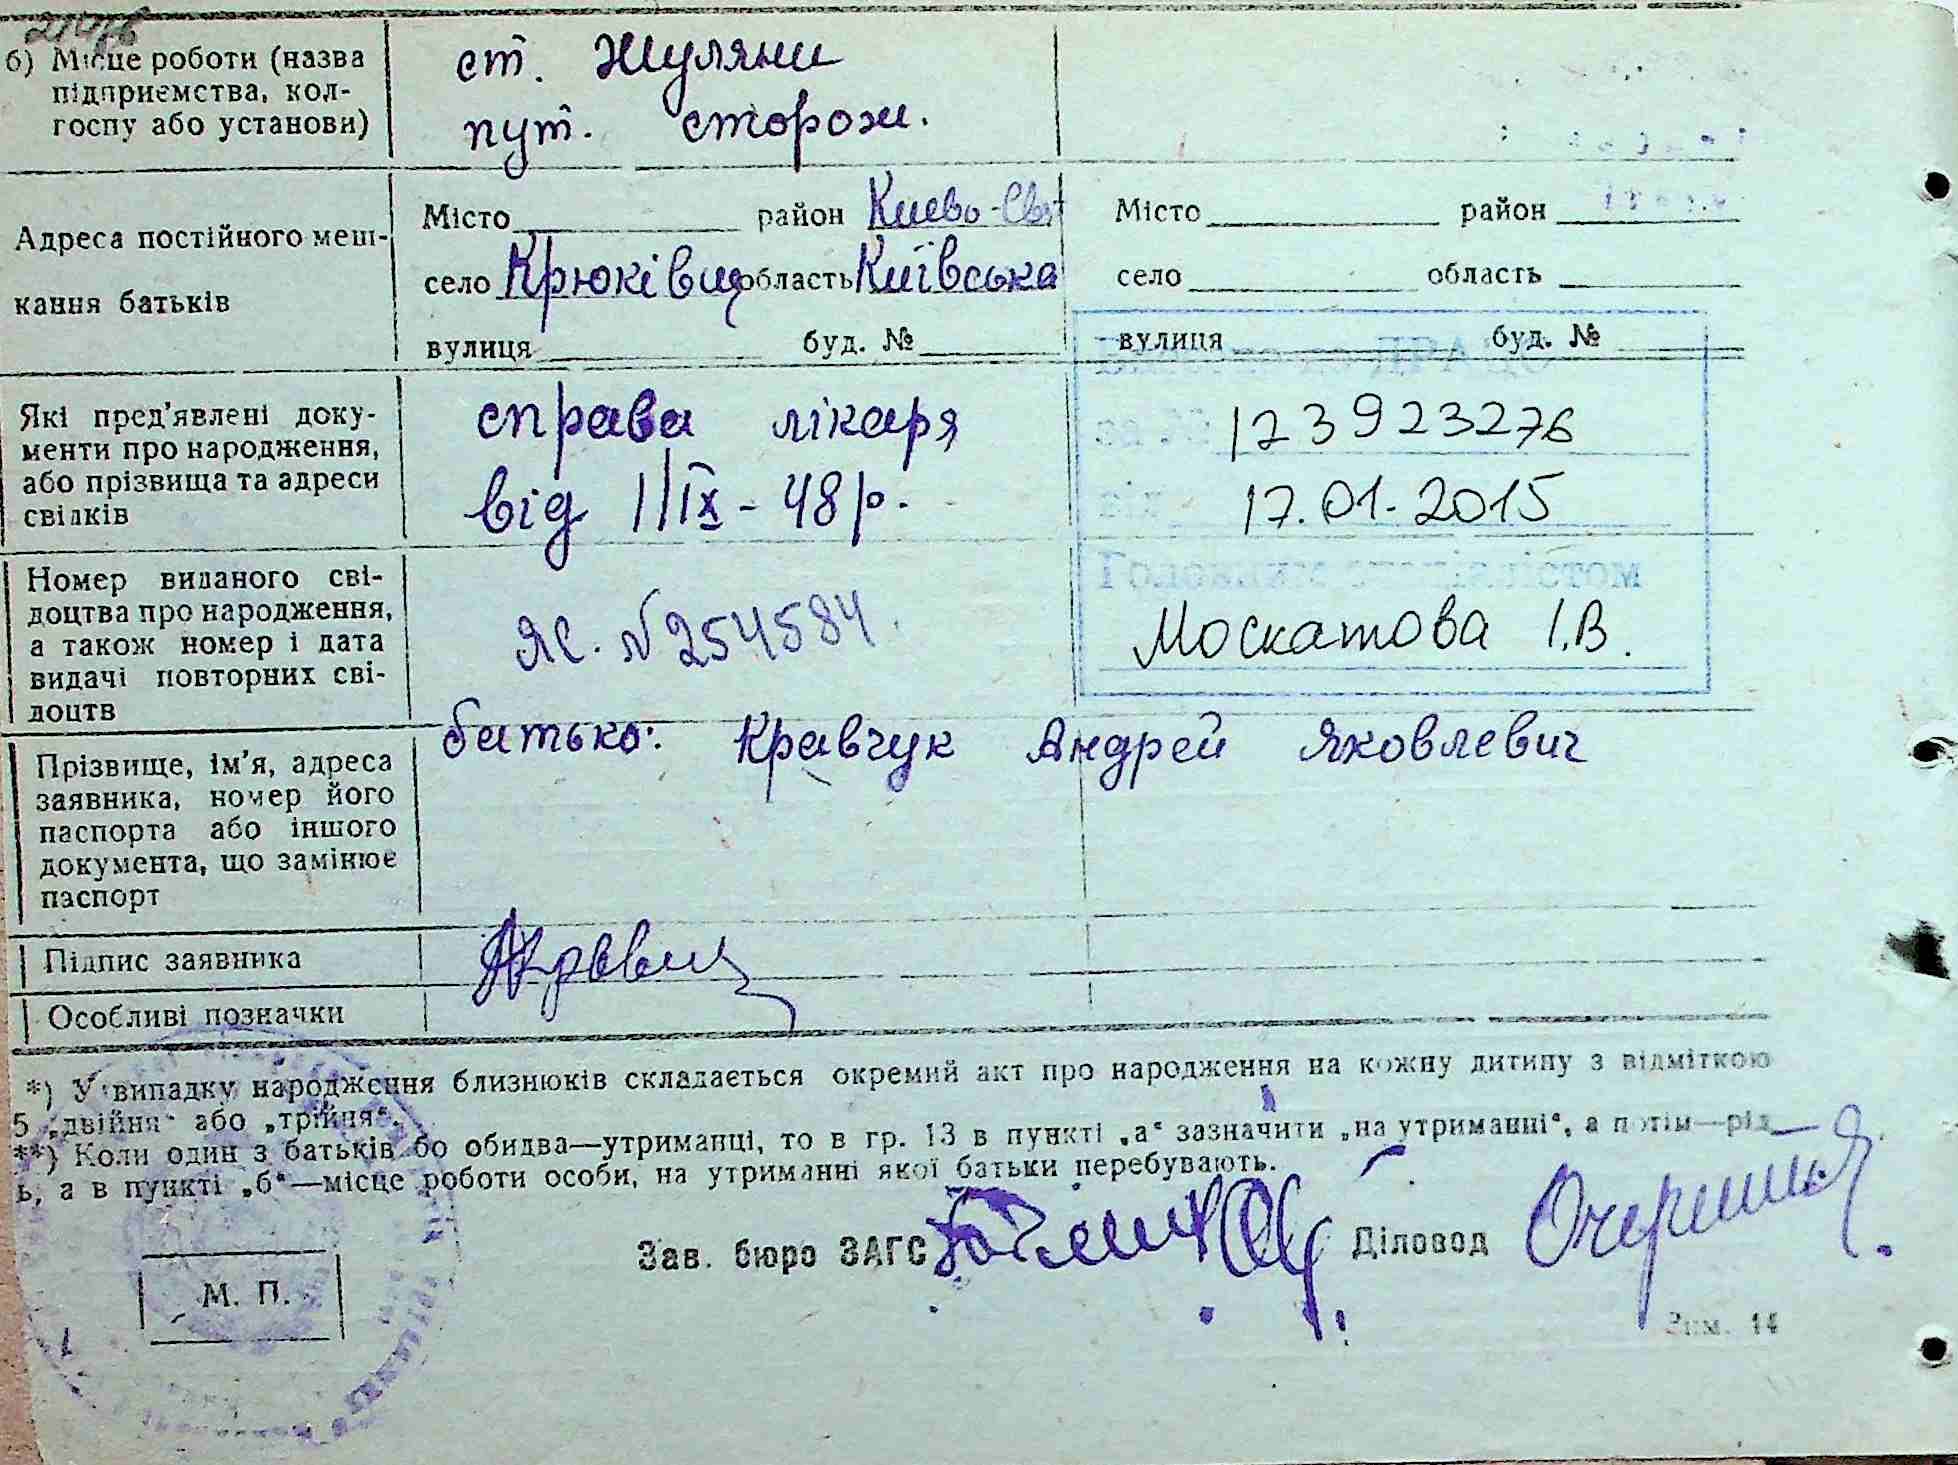 б) Місце роботи (назва
підприємства, кол-
госпу або установи)
ст. Жуляни
пут. сторож.
Адреса постійного меш-
кання батьків
Місто район Киево-Свят
село Крюківщ область Київська
вулиця буд. №
Місто район
село область
вулиця буд. №
Які пред'явлені доку-
менти про народження,
або прізвища та адреси
свідків
справа лікаря
від 1/ІХ - 48 р.
123923276
17.01.2015
Номер виданого сві-
доцтва про народження,
а також номер і дата
видачі повторних сві-
доцтв
ЯС. № 254584.
Москатова І.В.
Прізвище, ім'я, адреса
заявника, номер його
паспорта або іншого
документа, що замінює
паспорт
батько: Кравчук Андрей Яковлевич
Підпис заявника
Особливі позначки
*) У випадку народження близнюків складається окремий акт про народження на кожну дитину з відміткою
5 „двійня“ або „трійня“.
**) Коли один з батьків бо обидва—утриманці, то в гр. 13 в пункті „а“ зазначити „на утриманні“, а потім—рід
ь, а в пункті „б“—місце роботи особи, на утриманні якої батьки перебувають.
Зав. бюро ЗАГС Діловод
М. П.
Зим. 14